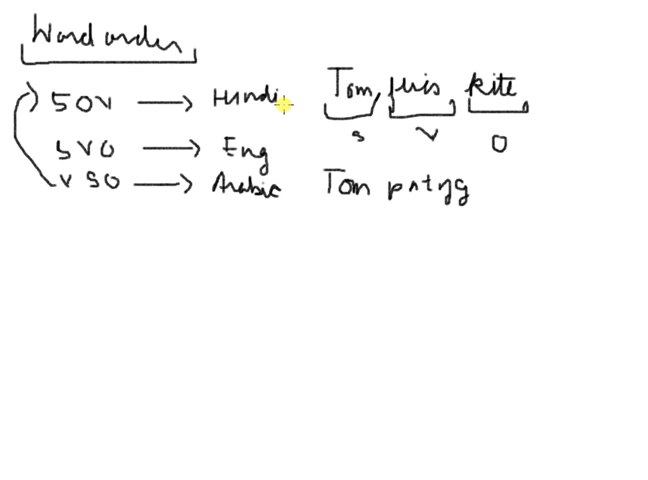 Word order
SOV → Hindi Tom flies kite
S V O
SVO → Eng
VSO → Arabic Tom